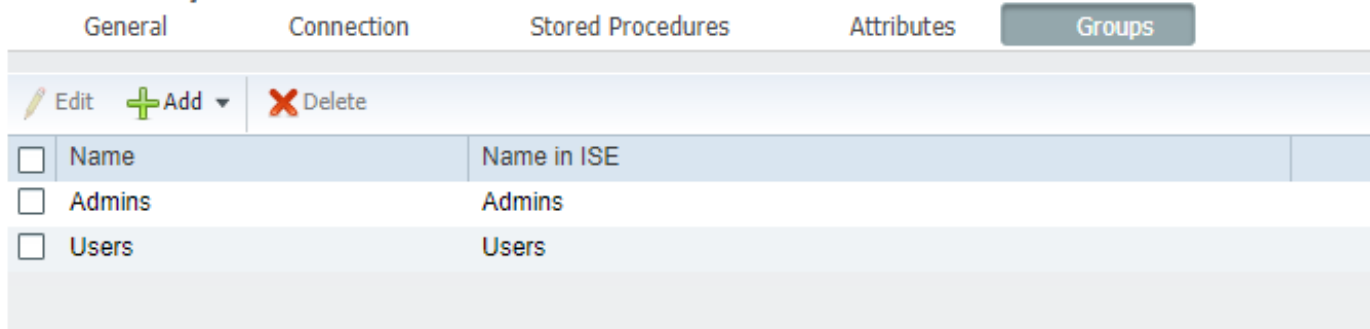 General Connection Stored Procedures Attributes Groups
Edit Add Delete
Name Name in ISE
Admins Admins
Users Users